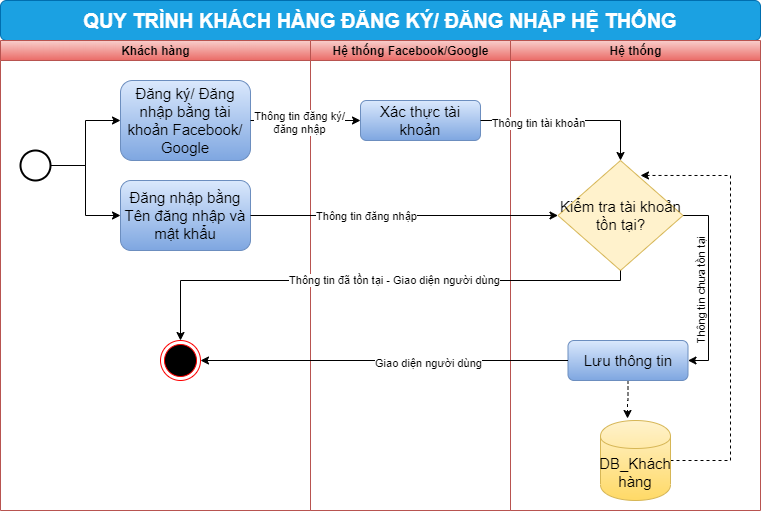 QUY TRÌNH KHÁCH HÀNG ĐĂNG KÝ/ ĐĂNG NHẬP HỆ THỐNG
Khách hàng
Hệ thống Facebook/Google
Hệ thống
Đăng ký/ Đăng
nhập bằng tài
khoản Facebook/
Google
Thông tin đăng ký/
đăng nhập
Xác thực tài
khoản
Thông tin tài khoản
Đăng nhập bằng
Tên đăng nhập và
mật khẩu
Thông tin đăng nhập
Kiểm tra tài khoản
tồn tại?
Thông tin chưa tồn tại
Thông tin đã tồn tại - Giao diện người dùng
Giao diện người dùng
Lưu thông tin
DB_Khách
hàng